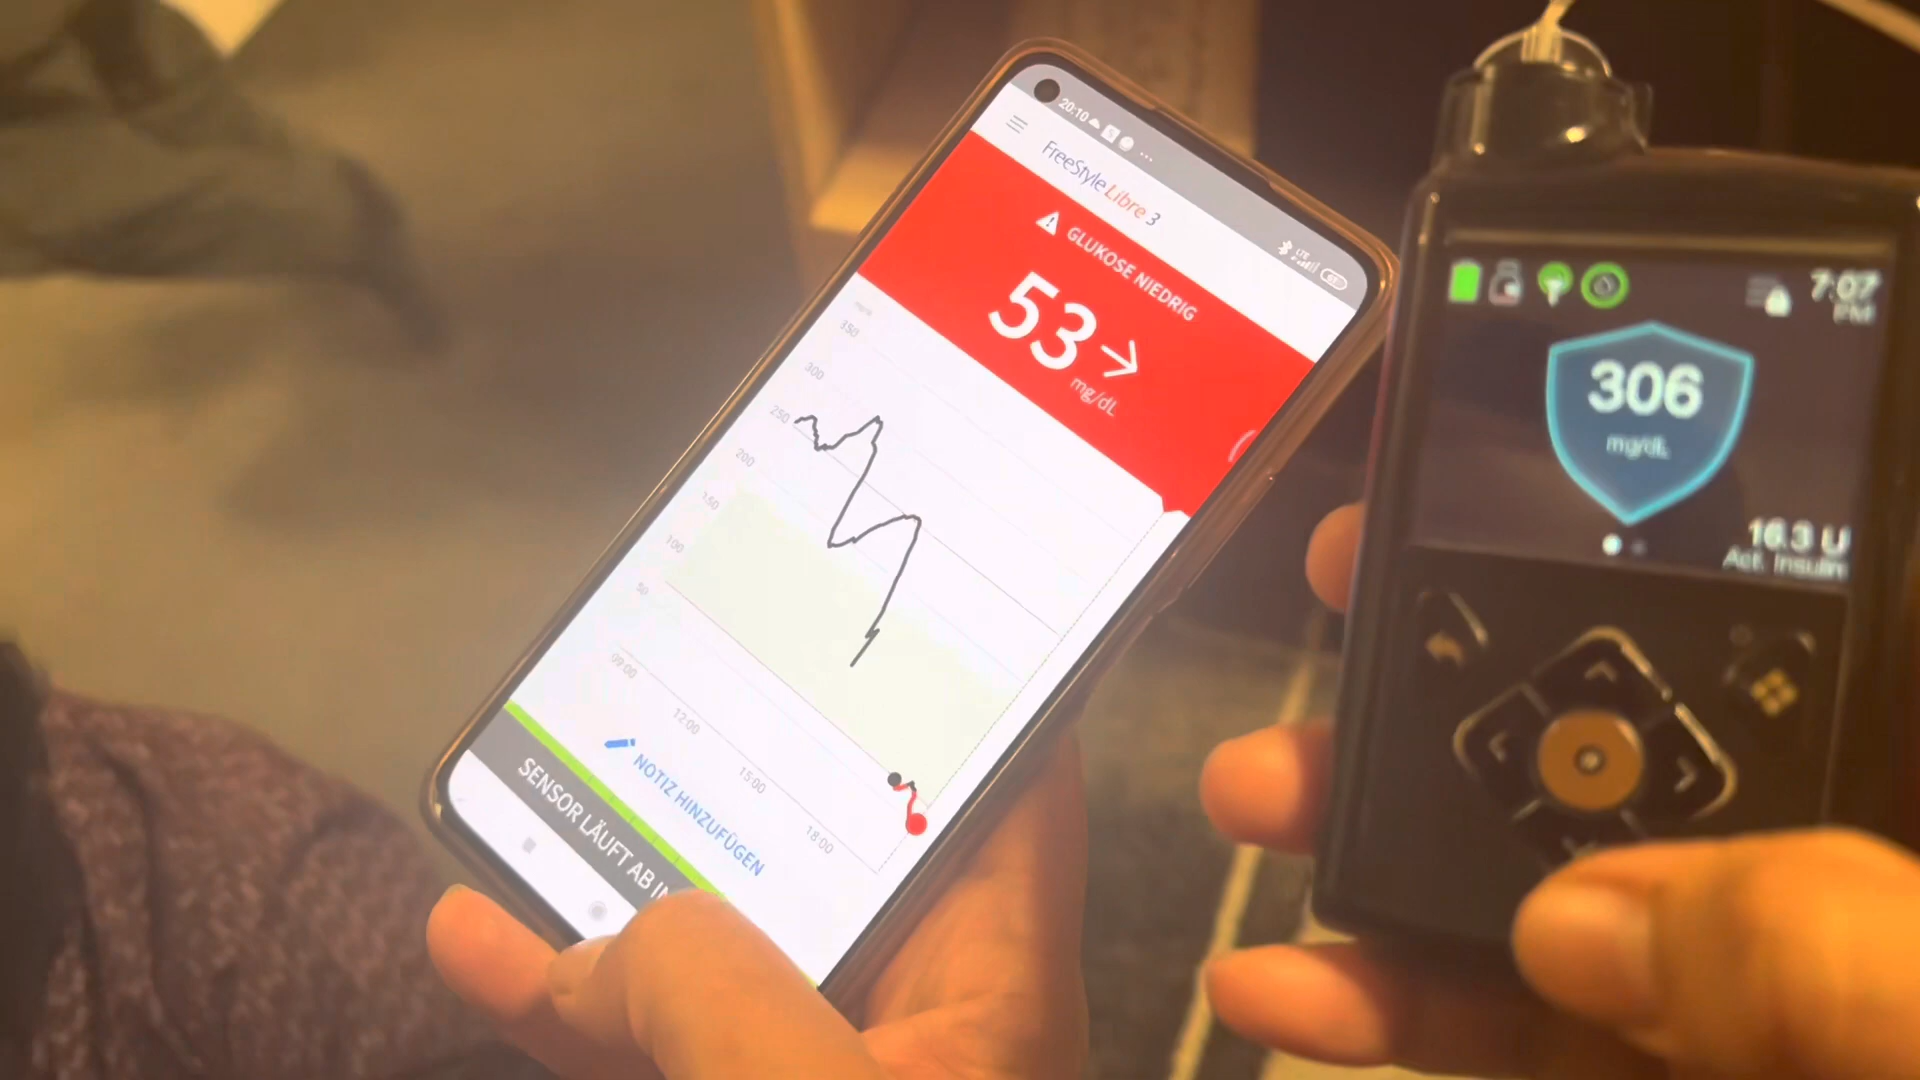 20:10
FreeStyle Libre 3
GLUKOSE NIEDRIG
53
mg/dL
350
300
250
200
150
100
50
09:00
12:00
15:00
18:00
NOTIZ HINZUFÜGEN
SENSOR LÄUFT AB IN
7:07
PM
306
mg/dL
16.3 U
Act. Insulin